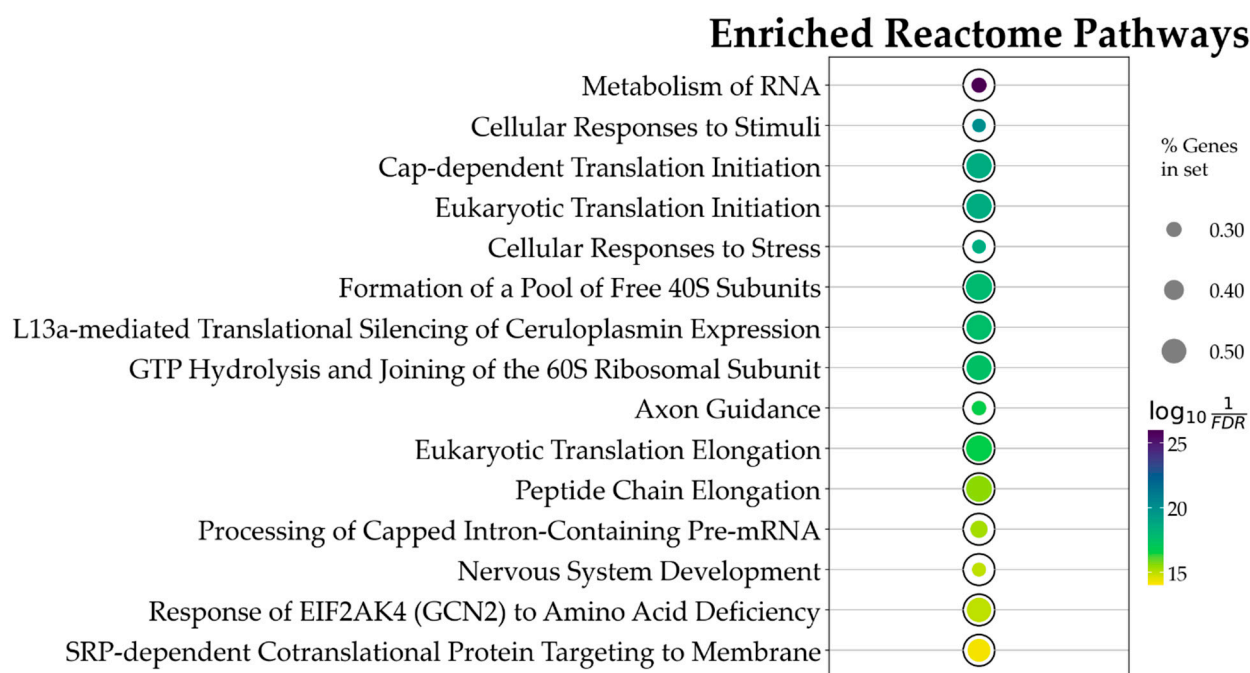 Enriched Reactome Pathways
Metabolism of RNA
Cellular Responses to Stimuli
Cap-dependent Translation Initiation
Eukaryotic Translation Initiation
Cellular Responses to Stress
Formation of a Pool of Free 40S Subunits
L13a-mediated Translational Silencing of Ceruloplasmin Expression
GTP Hydrolysis and Joining of the 60S Ribosomal Subunit
Axon Guidance
Eukaryotic Translation Elongation
Peptide Chain Elongation
Processing of Capped Intron-Containing Pre-mRNA
Nervous System Development
Response of EIF2AK4 (GCN2) to Amino Acid Deficiency
SRP-dependent Cotranslational Protein Targeting to Membrane
% Genes
in set
0.30
0.40
0.50
log10 1/FDR
25
20
15